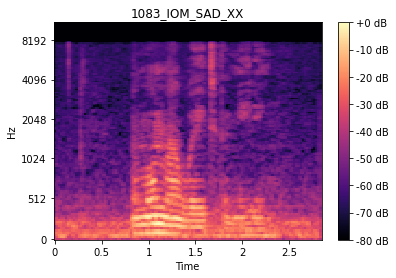 1083_IOM_SAD_XX
+0 dB
8192
-10 dB
4096
-20 dB
-30 dB
Hz
2048
-40 dB
1024
-50 dB
-60 dB
512
-70 dB
0
-80 dB
0 0.5 1 1.5 2 2.5
Time